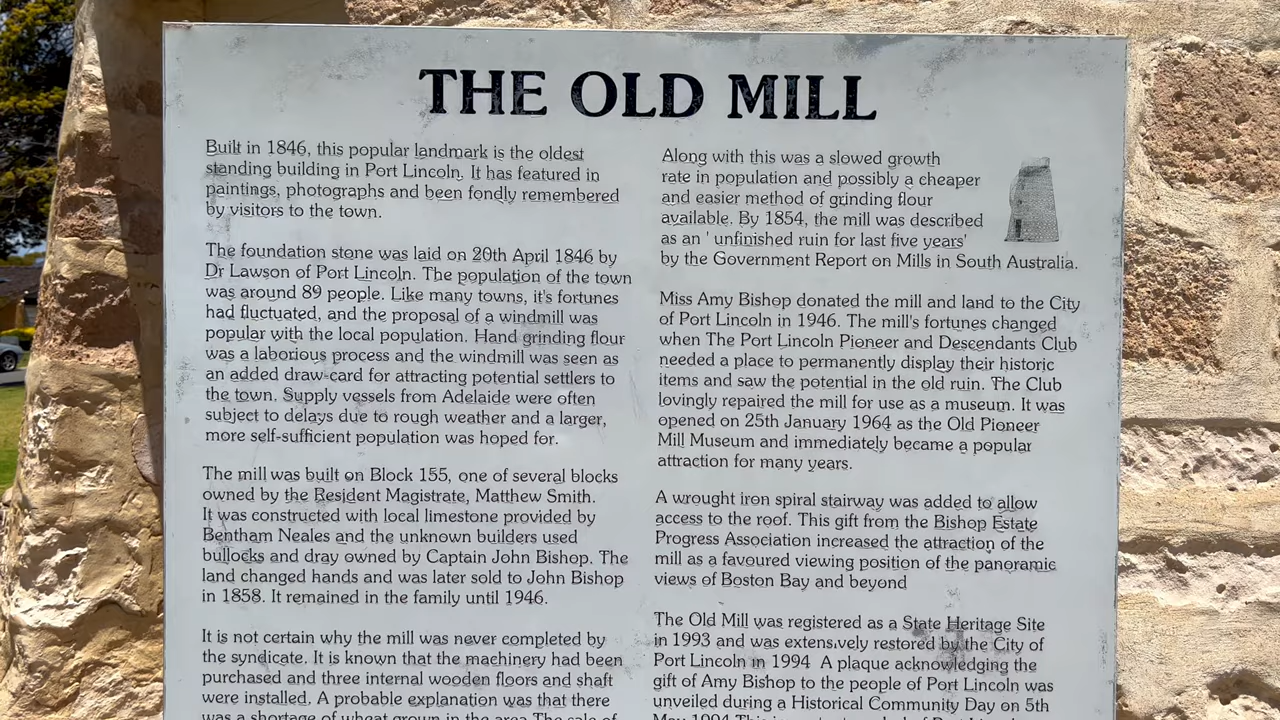 THE OLD MILL
Built in 1846, this popular landmark is the oldest
standing building in Port Lincoln. It has featured in
paintings, photographs and been fondly remembered
by visitors to the town.
The foundation stone was laid on 20th April 1846 by
Dr Lawson of Port Lincoln. The population of the town
was around 89 people. Like many towns, it's fortunes
had fluctuated, and the proposal of a windmill was
popular with the local population. Hand grinding flour
was a laborious process and the windmill was seen as
an added draw-card for attracting potential settlers to
the town. Supply vessels from Adelaide were often
subject to delays due to rough weather and a larger,
more self-sufficient population was hoped for.
The mill was built on Block 155, one of several blocks
owned by the Resident Magistrate, Matthew Smith.
It was constructed with local limestone provided by
Bentham Neales and the unknown builders used
bullocks and dray owned by Captain John Bishop. The
land changed hands and was later sold to John Bishop
in 1858. It remained in the family until 1946.
It is not certain why the mill was never completed by
the syndicate. It is known that the machinery had been
purchased and three internal wooden floors and shaft
were installed. A probable explanation was that there
was a shortage of wheat grown in the area The sale of
Along with this was a slowed growth
rate in population and possibly a cheaper
and easier method of grinding flour
available. By 1854, the mill was described
as an ' unfinished ruin for last five years'
by the Government Report on Mills in South Australia.
Miss Amy Bishop donated the mill and land to the City
of Port Lincoln in 1946. The mill's fortunes changed
when The Port Lincoln Pioneer and Descendants Club
needed a place to permanently display their historic
items and saw the potential in the old ruin. The Club
lovingly repaired the mill for use as a museum. It was
opened on 25th January 1964 as the Old Pioneer
Mill Museum and immediately became a popular
attraction for many years.
A wrought iron spiral stairway was added to allow
access to the roof. This gift from the Bishop Estate
Progress Association increased the attraction of the
mill as a favoured viewing position of the panoramic
views of Boston Bay and beyond
The Old Mill was registered as a State Heritage Site
in 1993 and was extensively restored by the City of
Port Lincoln in 1994 A plaque acknowledging the
gift of Amy Bishop to the people of Port Lincoln was
unveiled during a Historical Community Day on 5th
May 1994 This